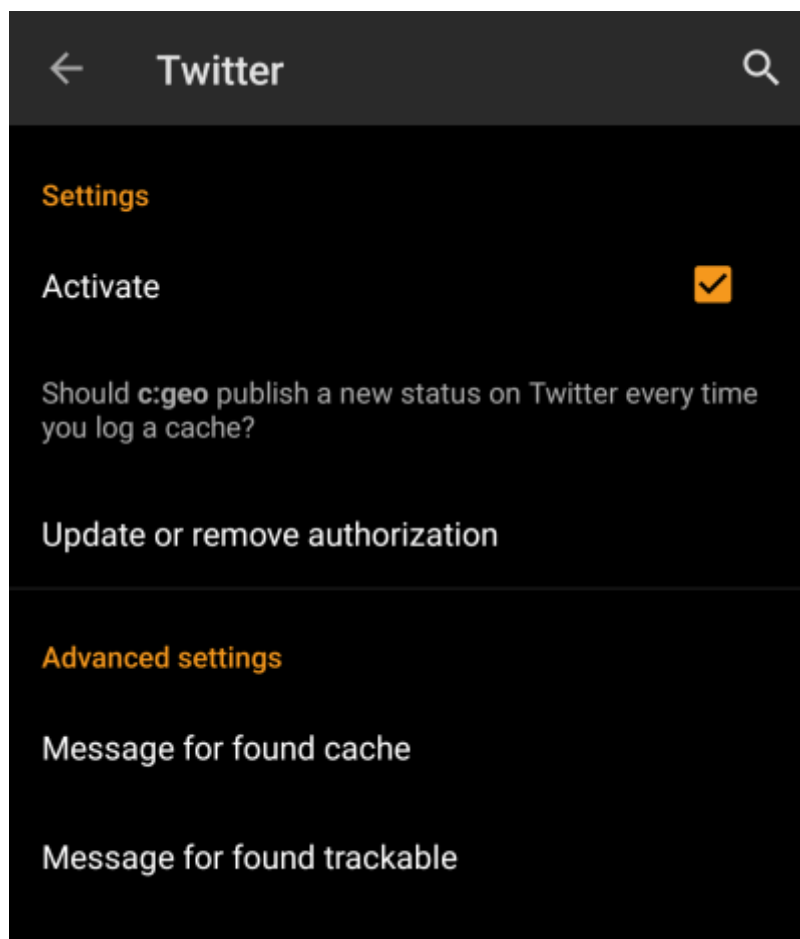 Twitter
Settings
Activate
Should c:geo publish a new status on Twitter every time
you log a cache?
Update or remove authorization
Advanced settings
Message for found cache
Message for found trackable